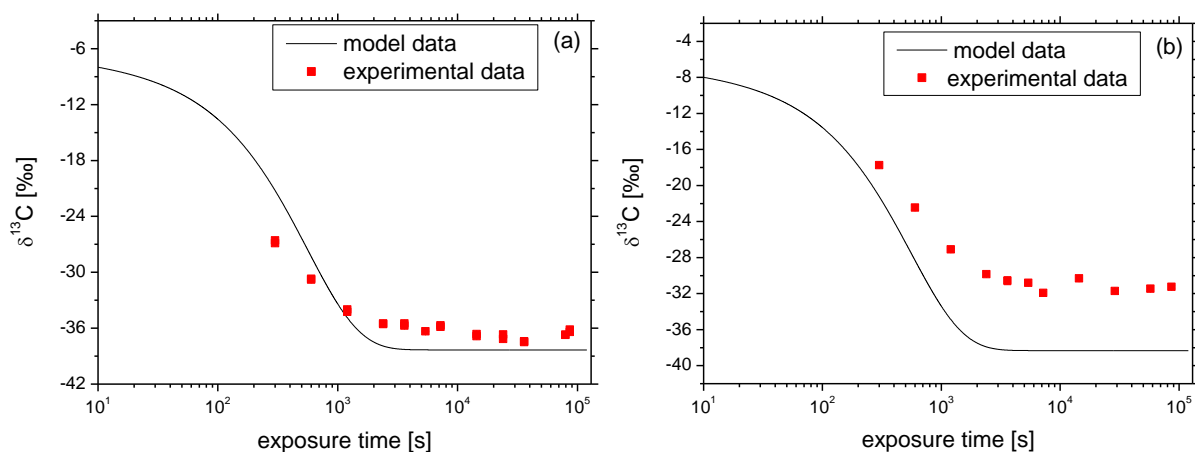 model data
experimental data
(a)
-6
-12
-18
-24
-30
-36
-42
δ¹³C [‰]
10¹ 10² 10³ 10⁴ 10⁵
exposure time [s]
model data
experimental data
(b)
-4
-8
-12
-16
-20
-24
-28
-32
-36
-40
δ¹³C [‰]
10¹ 10² 10³ 10⁴ 10⁵
exposure time [s]